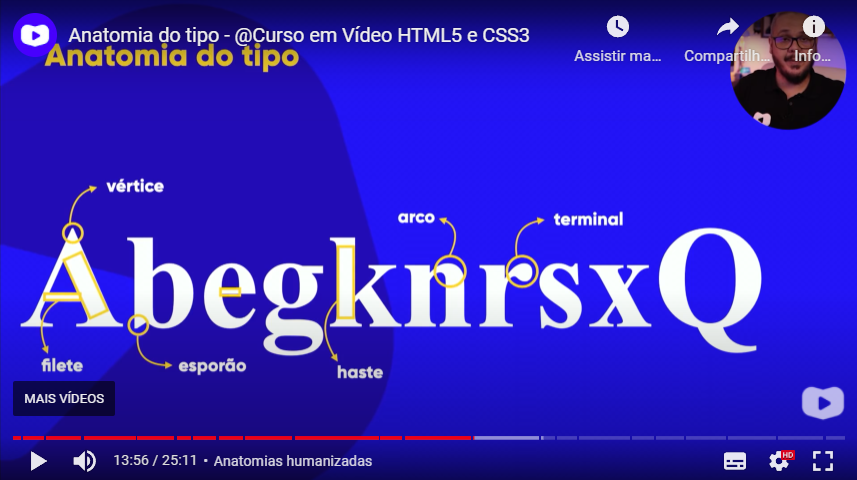 Anatomia do tipo - @Curso em Vídeo HTML5 e CSS3
Assistir ma...
Compartilh...
Info...
Anatomia do tipo
vértice
arco
terminal
AbegknrsxQ
filete
esporão
haste
MAIS VÍDEOS
13:56 / 25:11 • Anatomias humanizadas
HD